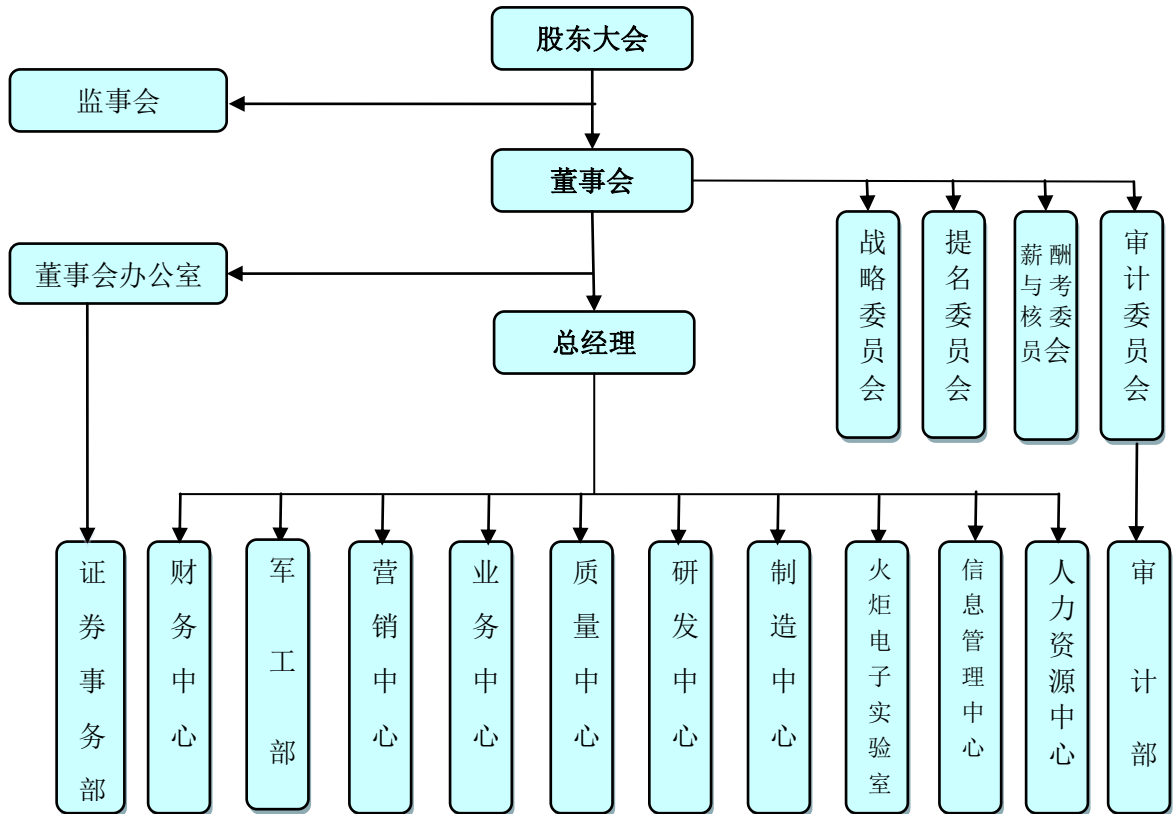 股东大会
监事会
董事会
战略委员会
提名委员会
薪酬与考核委员会
审计委员会
董事会办公室
总经理
证券事务部
财务中心
军工部
营销中心
业务中心
质量中心
研发中心
制造中心
火炬电子实验室
信息管理中心
人力资源中心
审计部